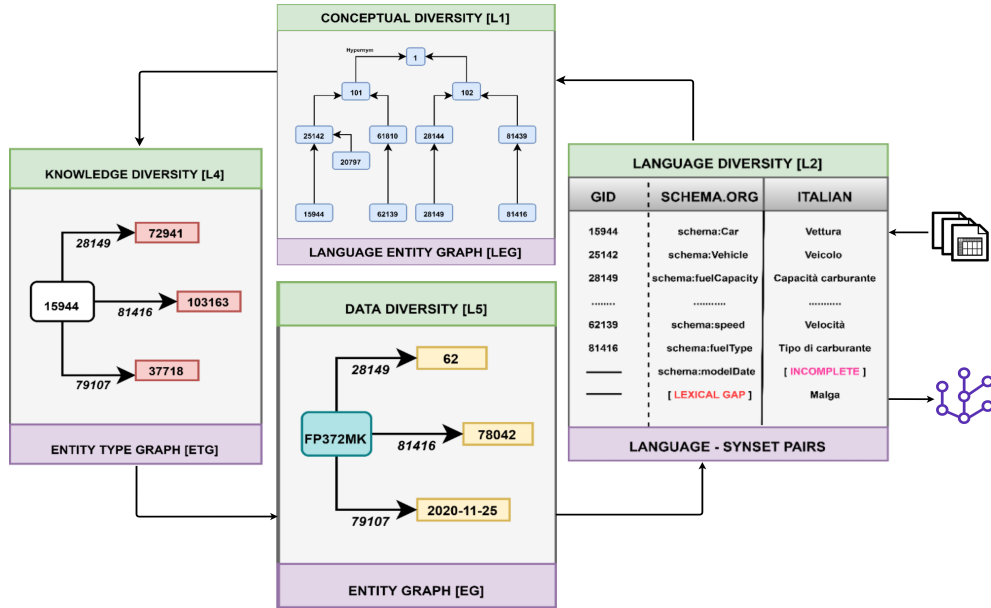 CONCEPTUAL DIVERSITY [L1]
Hypernym
1
101
102
25142
61810
28144
81439
20797
15944
62139
28149
81416
LANGUAGE ENTITY GRAPH [LEG]
KNOWLEDGE DIVERSITY [L4]
72941
28149
15944
103163
81416
37718
79107
ENTITY TYPE GRAPH [ETG]
DATA DIVERSITY [L5]
62
28149
FP372MK
78042
81416
2020-11-25
79107
ENTITY GRAPH [EG]
LANGUAGE DIVERSITY [L2]
GID SCHEMA.ORG ITALIAN
15944 schema:Car Vettura
25142 schema:Vehicle Veicolo
28149 schema:fuelCapacity Capacità carburante
........ ........... ...........
62139 schema:speed Velocità
81416 schema:fuelType Tipo di carburante
schema:modelDate [ INCOMPLETE ]
[ LEXICAL GAP ] Malga
LANGUAGE - SYNSET PAIRS